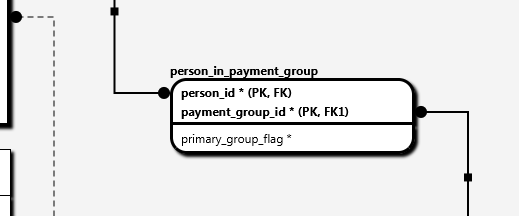 person_in_payment_group
person_id * (PK, FK)
payment_group_id * (PK, FK1)
primary_group_flag *